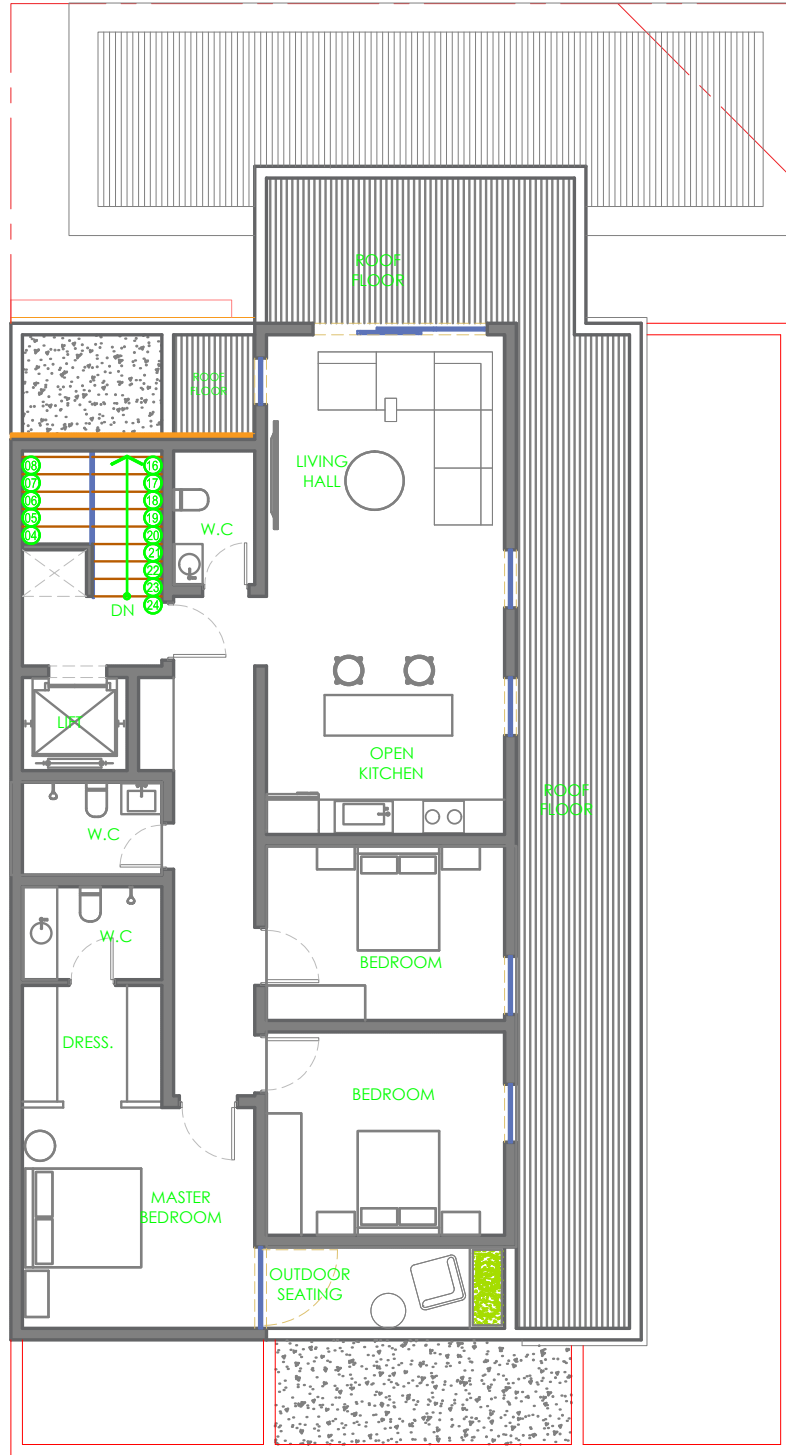 ROOF
FLOOR
ROOF
FLOOR
LIVING
HALL
08
07
06
05
04
16
17
18
19
20
21
22
23
24
W.C
DN
LIFT
OPEN
KITCHEN
ROOF
FLOOR
W.C
W.C
BEDROOM
DRESS.
BEDROOM
MASTER
BEDROOM
OUTDOOR
SEATING